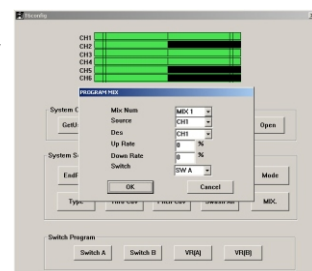 CH1
CH2
CH3
CH4
CH5
CH6
PROGRAM MIX
Mix Num MIX 1
Source CH1
Des CH1
Up Rate 0 %
Down Rate 0 %
Switch SW A
OK Cancel
System
Open
System
Mode
Type MIX.
Switch Program
Switch A Switch B VR[A] VR[B]